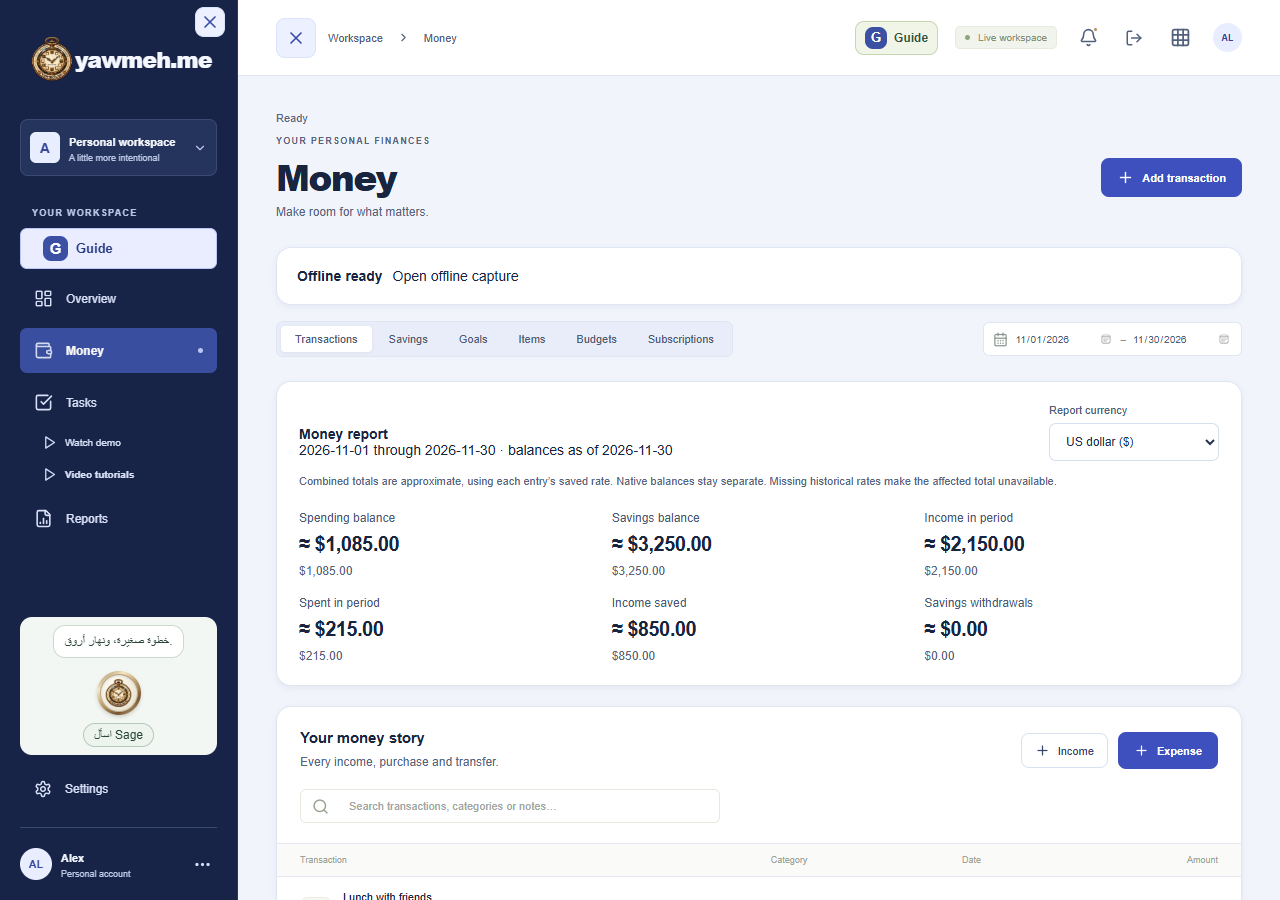 yawmeh.me
A
Personal workspace
A little more intentional
YOUR WORKSPACE
G Guide
Overview
Money
Tasks
Watch demo
Video tutorials
Reports
خطوة صغيرة، ونهار أروق.
اسأل Sage
Settings
AL
Alex
Personal account
Workspace > Money
G Guide
Live workspace
AL
Ready
YOUR PERSONAL FINANCES
Money
Make room for what matters.
+ Add transaction
Offline ready Open offline capture
Transactions Savings Goals Items Budgets Subscriptions
11/01/2026 – 11/30/2026
Report currency
US dollar ($)
Money report
2026-11-01 through 2026-11-30 · balances as of 2026-11-30
Combined totals are approximate, using each entry's saved rate. Native balances stay separate. Missing historical rates make the affected total unavailable.
Spending balance Savings balance Income in period
≈ $1,085.00 ≈ $3,250.00 ≈ $2,150.00
$1,085.00 $3,250.00 $2,150.00
Spent in period Income saved Savings withdrawals
≈ $215.00 ≈ $850.00 ≈ $0.00
$215.00 $850.00 $0.00
Your money story
Every income, purchase and transfer.
+ Income + Expense
Search transactions, categories or notes…
Transaction Category Date Amount
Lunch with friends